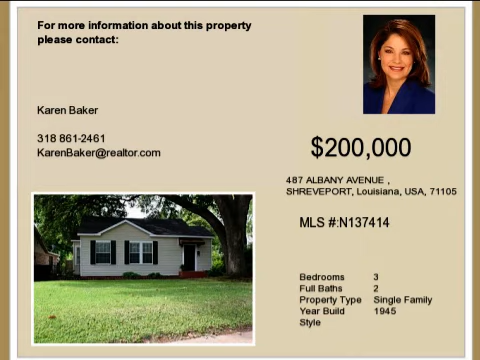 For more information about this property
please contact:
Karen Baker
318 861-2461
KarenBaker@realtor.com
$200,000
487 ALBANY AVENUE ,
SHREVEPORT, Louisiana, USA, 71105
MLS #:N137414
Bedrooms 3
Full Baths 2
Property Type Single Family
Year Build 1945
Style